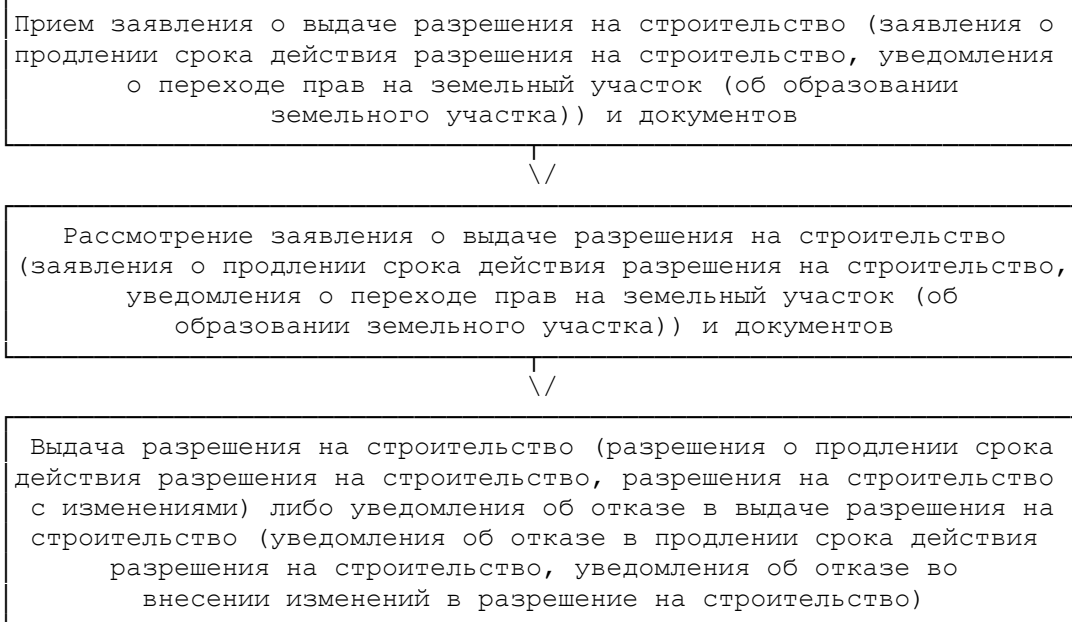 Прием заявления о выдаче разрешения на строительство (заявления о
продлении срока действия разрешения на строительство, уведомления
о переходе прав на земельный участок (об образовании
земельного участка)) и документов
\/
Рассмотрение заявления о выдаче разрешения на строительство
(заявления о продлении срока действия разрешения на строительство,
уведомления о переходе прав на земельный участок (об
образовании земельного участка)) и документов
\/
Выдача разрешения на строительство (разрешения о продлении срока
действия разрешения на строительство, разрешения на строительство
с изменениями) либо уведомления об отказе в выдаче разрешения на
строительство (уведомления об отказе в продлении срока действия
разрешения на строительство, уведомления об отказе во
внесении изменений в разрешение на строительство)